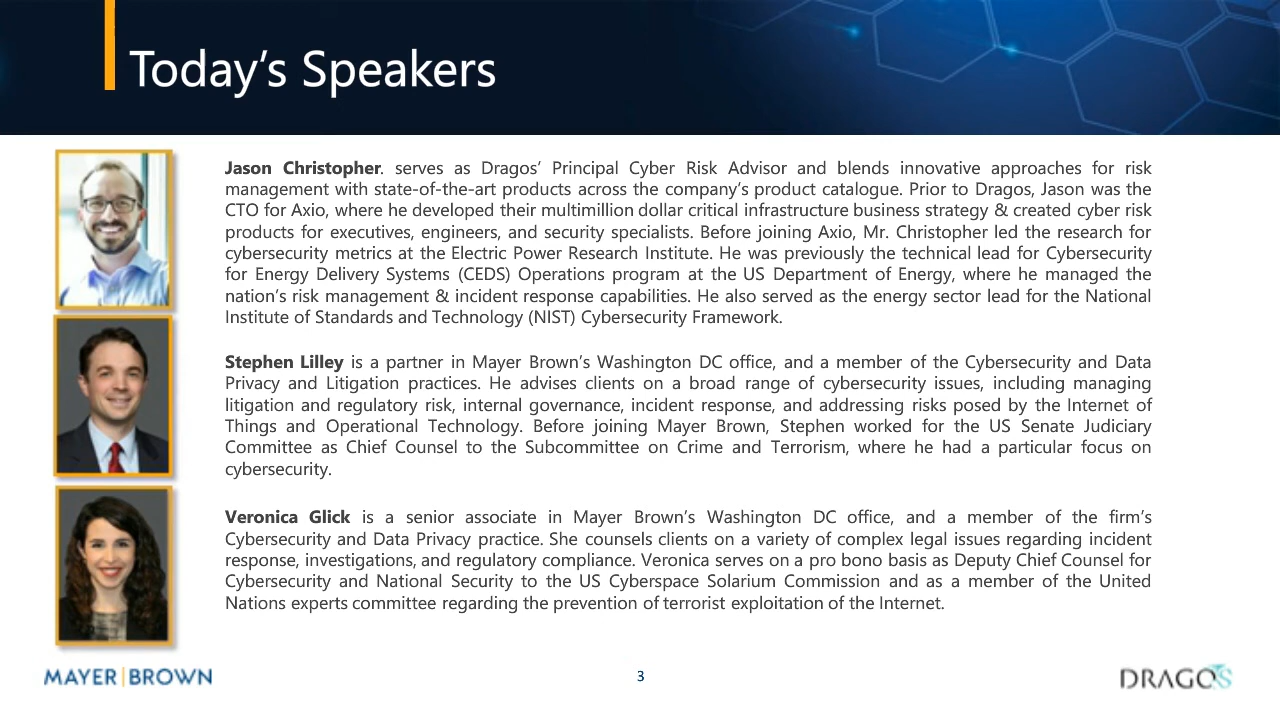 Today’s Speakers
Jason Christopher. serves as Dragos’ Principal Cyber Risk Advisor and blends innovative approaches for risk
management with state-of-the-art products across the company’s product catalogue. Prior to Dragos, Jason was the
CTO for Axio, where he developed their multimillion dollar critical infrastructure business strategy & created cyber risk
products for executives, engineers, and security specialists. Before joining Axio, Mr. Christopher led the research for
cybersecurity metrics at the Electric Power Research Institute. He was previously the technical lead for Cybersecurity
for Energy Delivery Systems (CEDS) Operations program at the US Department of Energy, where he managed the
nation’s risk management & incident response capabilities. He also served as the energy sector lead for the National
Institute of Standards and Technology (NIST) Cybersecurity Framework.
Stephen Lilley is a partner in Mayer Brown’s Washington DC office, and a member of the Cybersecurity and Data
Privacy and Litigation practices. He advises clients on a broad range of cybersecurity issues, including managing
litigation and regulatory risk, internal governance, incident response, and addressing risks posed by the Internet of
Things and Operational Technology. Before joining Mayer Brown, Stephen worked for the US Senate Judiciary
Committee as Chief Counsel to the Subcommittee on Crime and Terrorism, where he had a particular focus on
cybersecurity.
Veronica Glick is a senior associate in Mayer Brown’s Washington DC office, and a member of the firm’s
Cybersecurity and Data Privacy practice. She counsels clients on a variety of complex legal issues regarding incident
response, investigations, and regulatory compliance. Veronica serves on a pro bono basis as Deputy Chief Counsel for
Cybersecurity and National Security to the US Cyberspace Solarium Commission and as a member of the United
Nations experts committee regarding the prevention of terrorist exploitation of the Internet.
MAYER|BROWN
3
DRAGOS